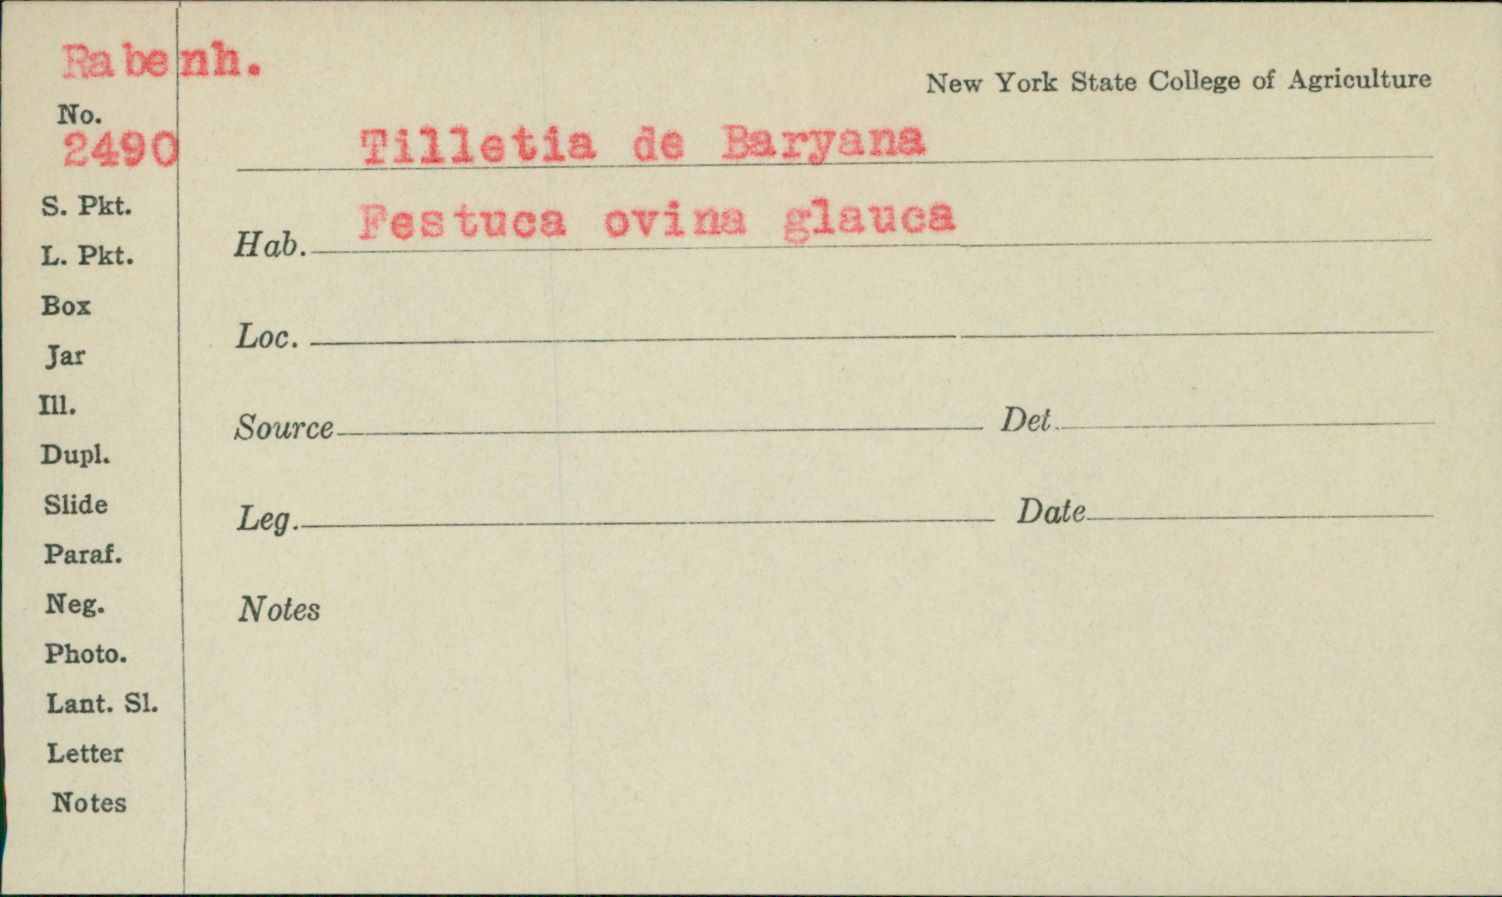 Rabenh.
New York State College of Agriculture
No.
2490
Tilletia de Baryana
S. Pkt.
Hab. Festuca ovina glauca
L. Pkt.
Box
Loc.
Jar
Ill.
Source Det.
Dupl.
Slide
Leg. Date
Paraf.
Neg.
Notes
Photo.
Lant. Sl.
Letter
Notes